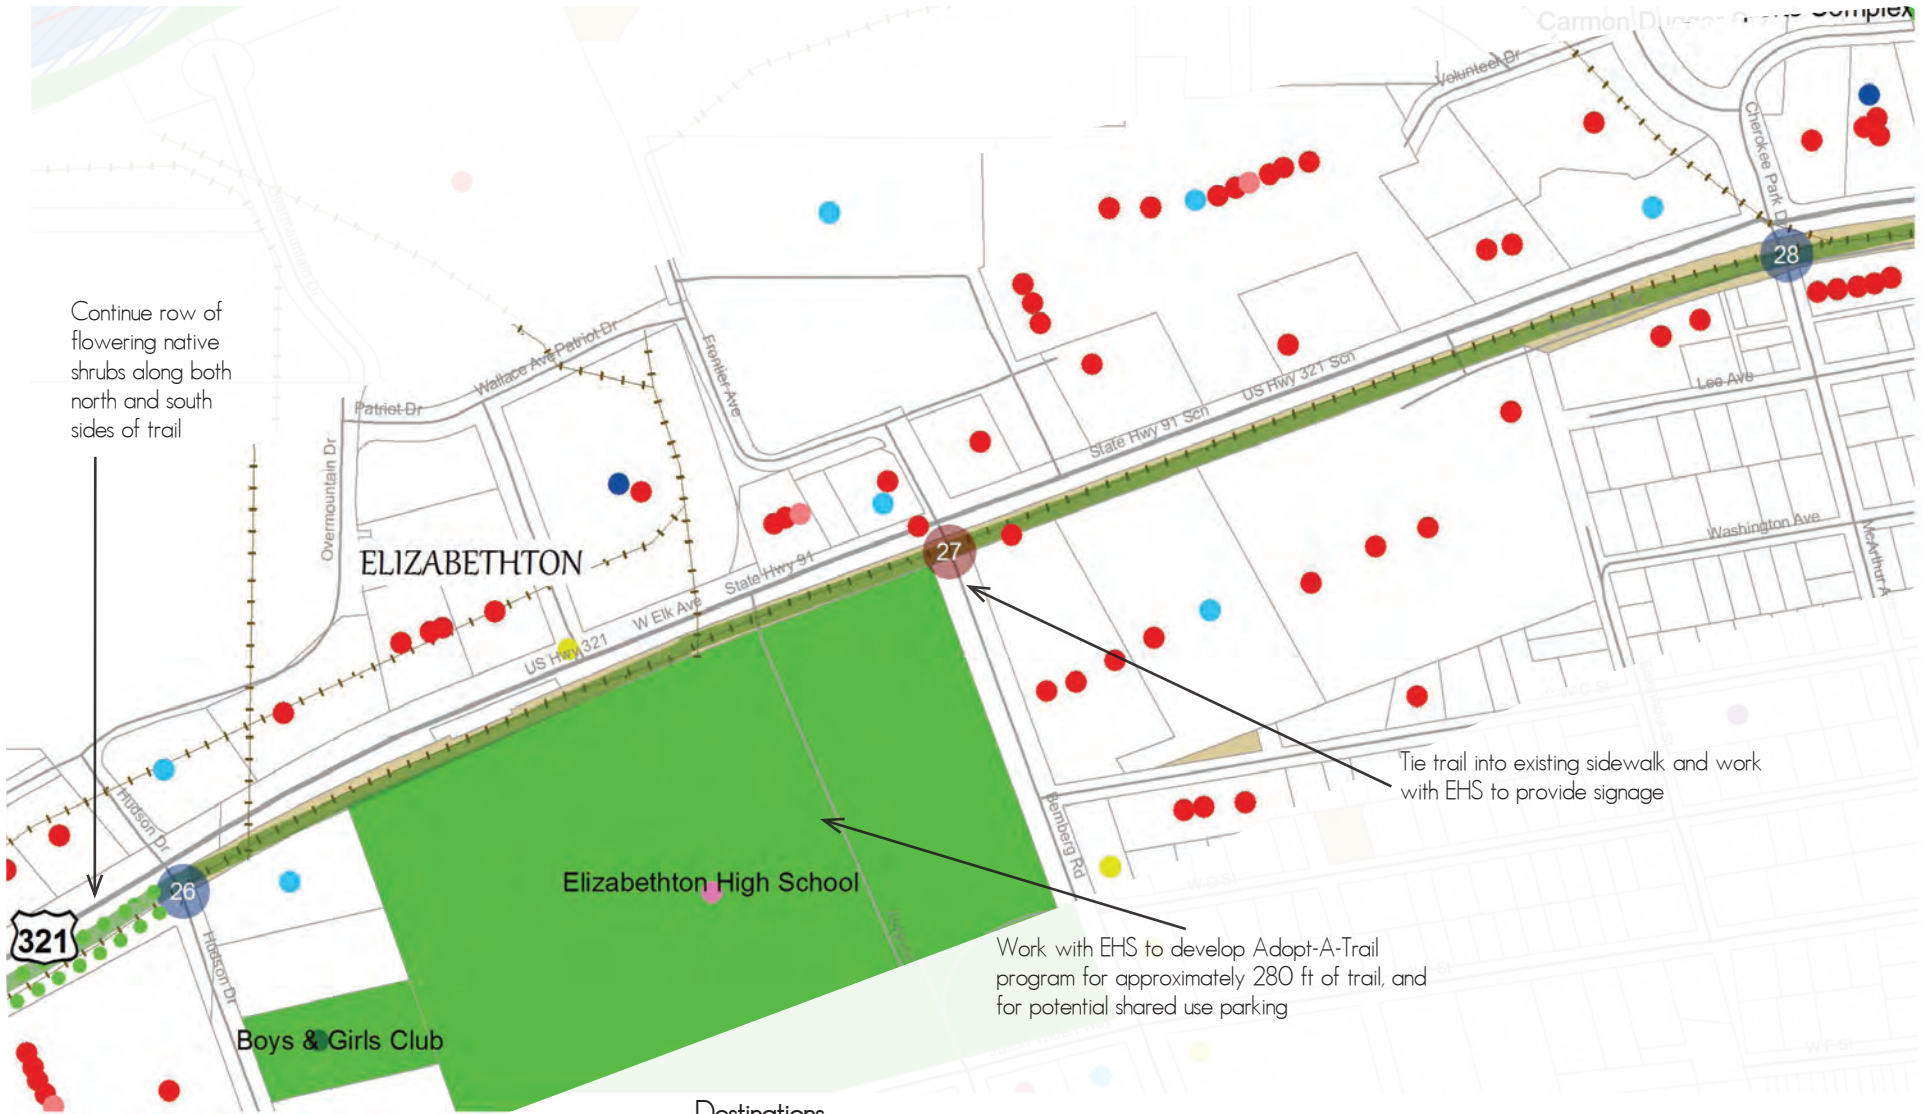 Carmon Dugger
Complex
Volunteer Dr
Cherokee Park Dr
28
Continue row of
flowering native
shrubs along both
north and south
sides of trail
Wallace Ave
Patriot Dr
Patriot Dr
Frontier Ave
Overmountain Dr
US Hwy 321 Scn
State Hwy 91 Scn
Lee Ave
Washington Ave
McArthur A
ELIZABETHTON
27
State Hwy 91
W Elk Ave
US Hwy 321
W C St
Tie trail into existing sidewalk and work
with EHS to provide signage
Hudson Dr
Bemberg Rd
26
Elizabethton High School
W D St
321
Hudson Dr
Work with EHS to develop Adopt-A-Trail
program for approximately 280 ft of trail, and
for potential shared use parking
Boys & Girls Club
W F St
Destinations